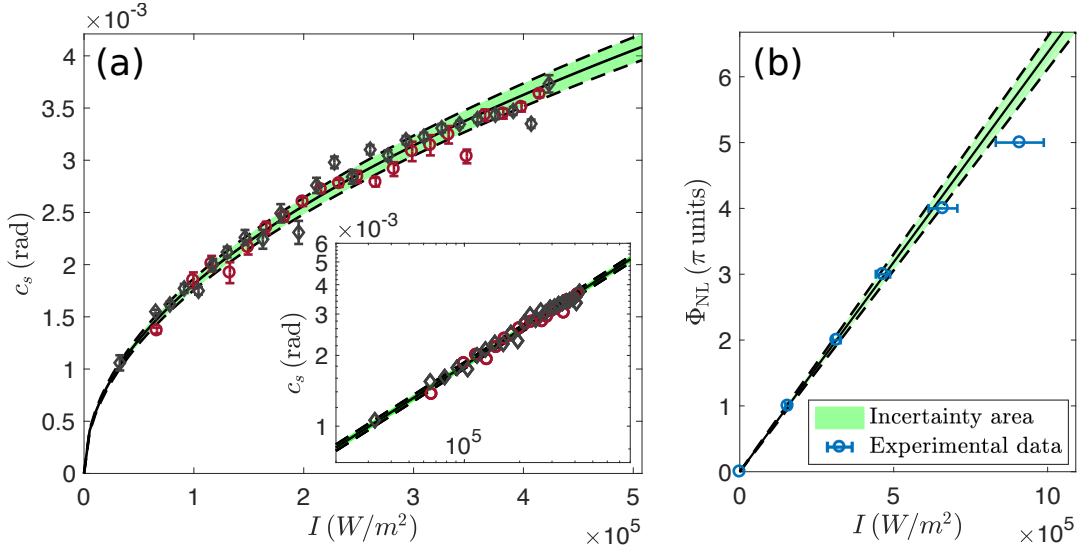 ×10⁻³
(a)
4
3.5
3
2.5
2
1.5
1
0.5
0
c_s (rad)
0 1 2 3 4 5
I (W/m²)
×10⁵
×10⁻³
6
5
4
3
2
1
c_s (rad)
10⁵
(b)
6
5
4
3
2
1
0
Φ_NL (π units)
Incertainty area
Experimental data
0 5 10
I (W/m²)
×10⁵